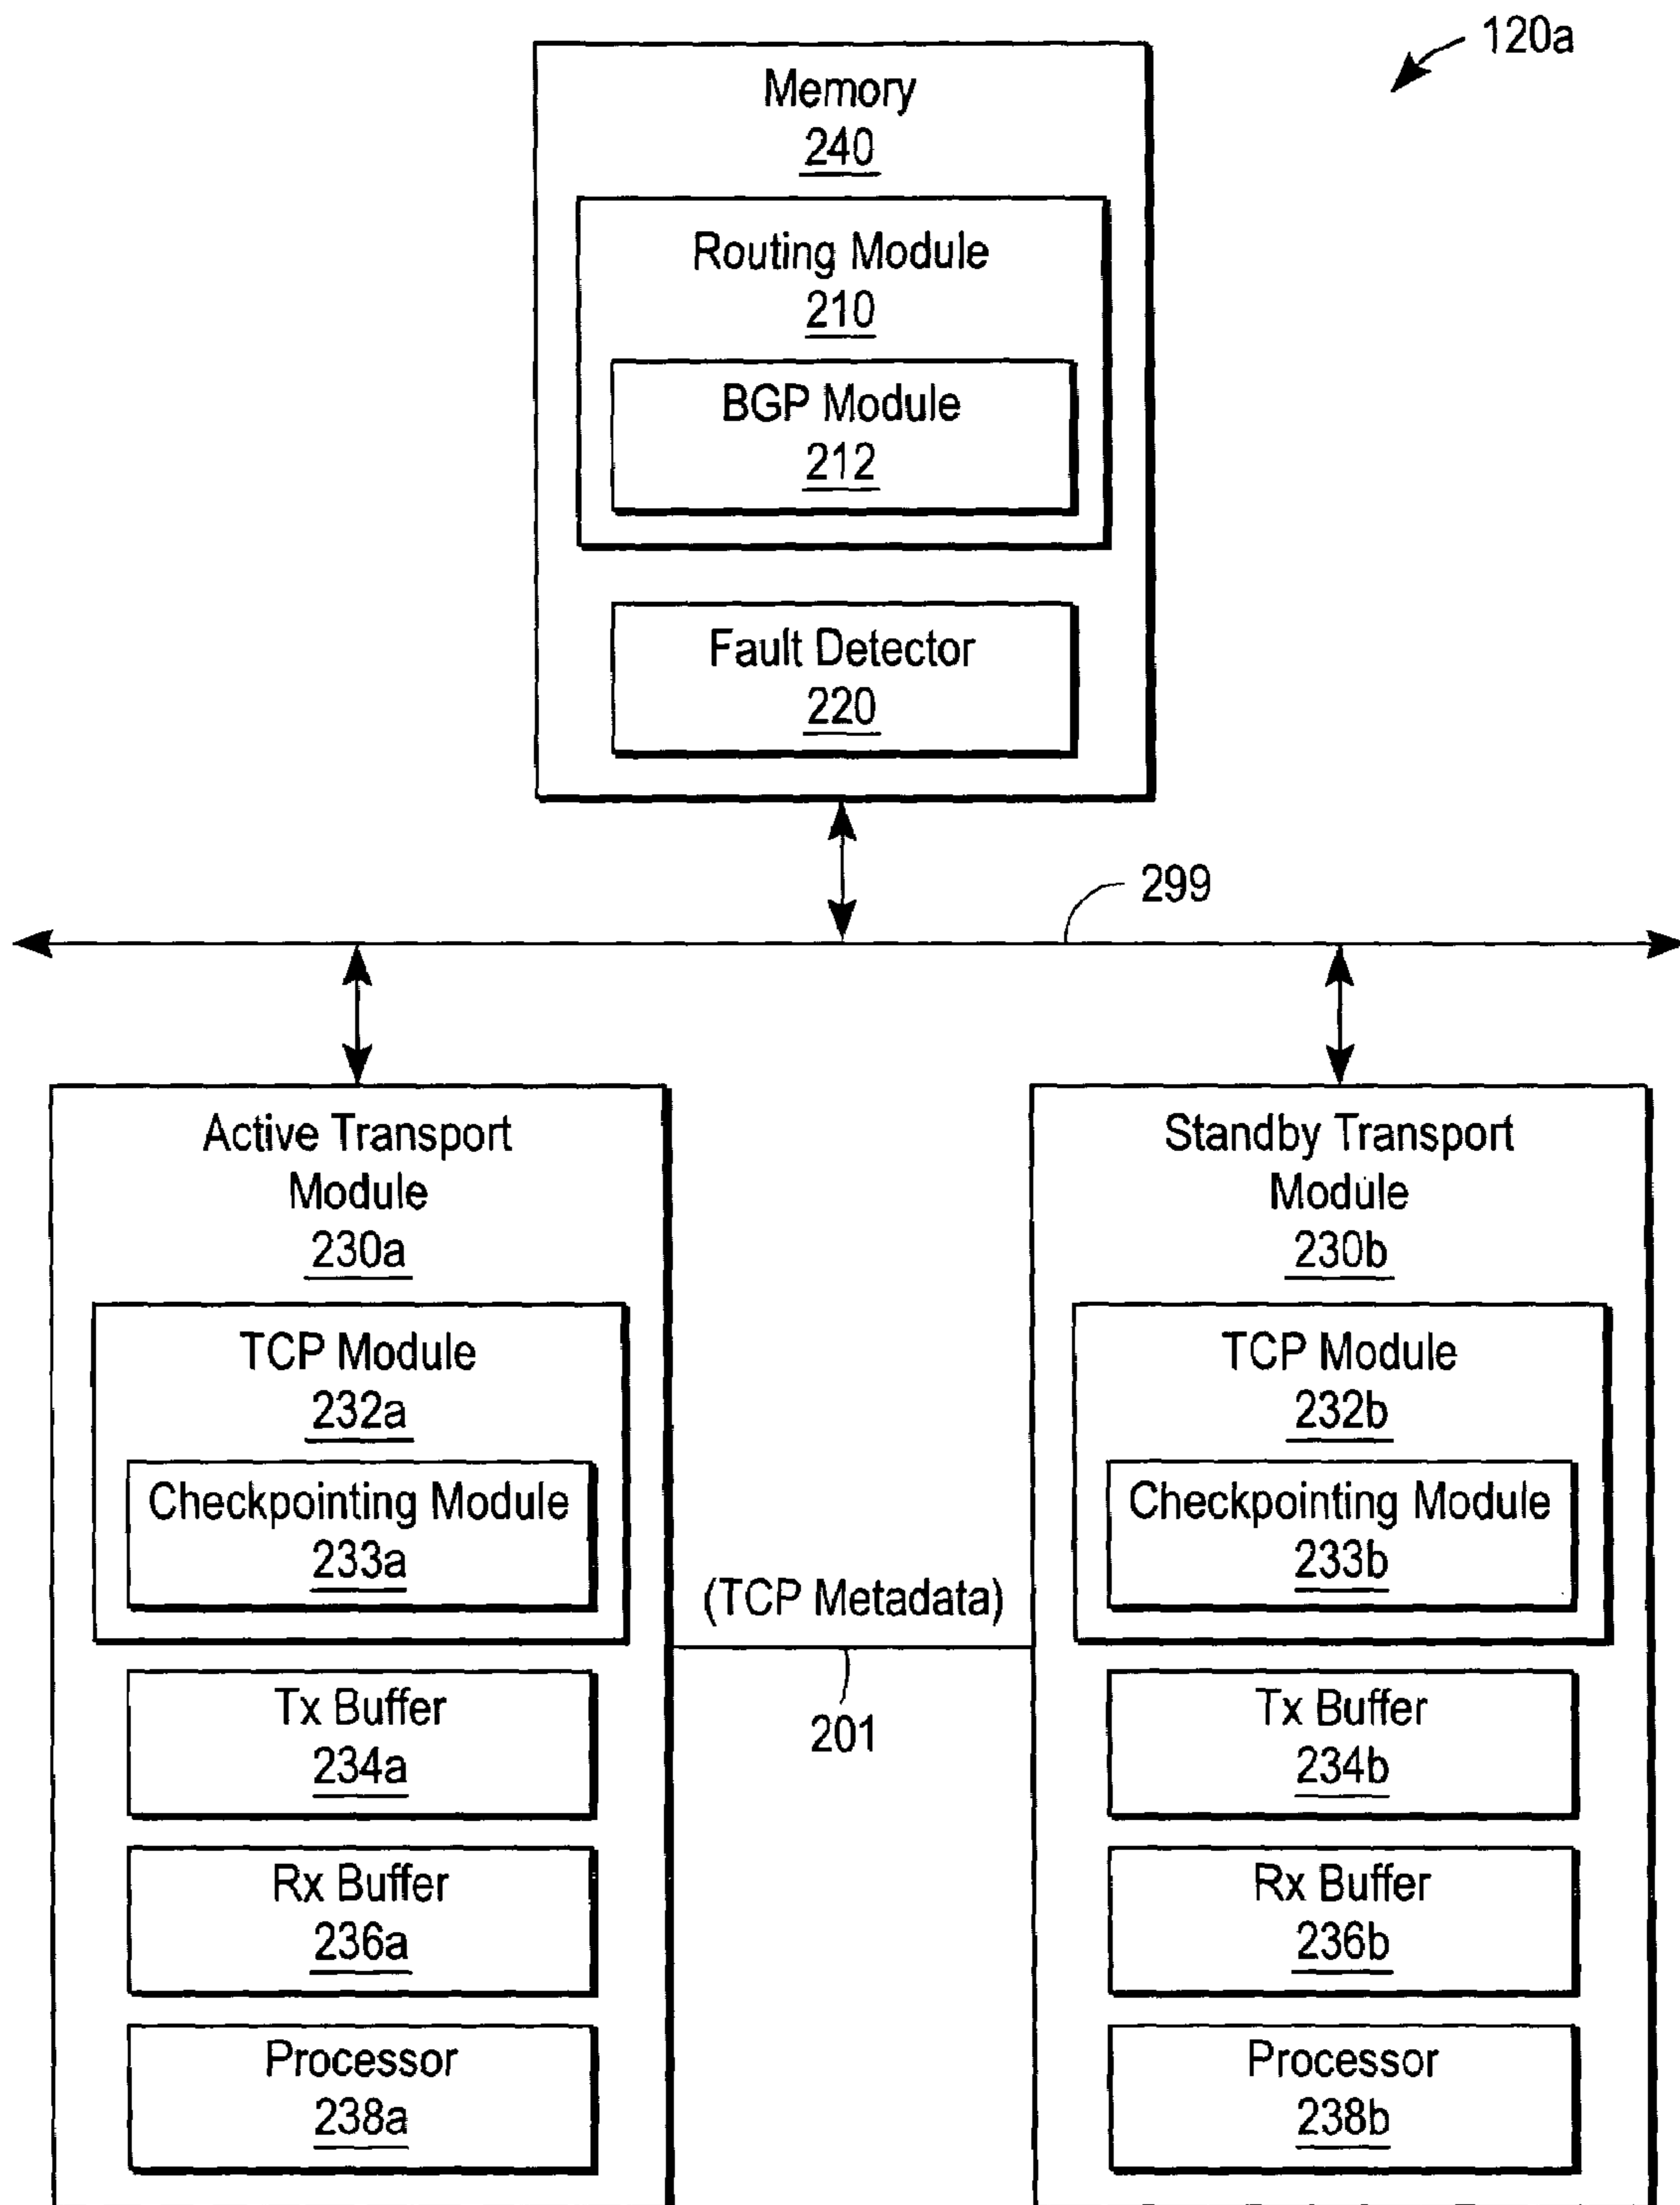 120a
Memory
240
Routing Module
210
BGP Module
212
Fault Detector
220
299
Active Transport
Module
230a
TCP Module
232a
Checkpointing Module
233a
Tx Buffer
234a
Rx Buffer
236a
Processor
238a
(TCP Metadata)
201
Standby Transport
Module
230b
TCP Module
232b
Checkpointing Module
233b
Tx Buffer
234b
Rx Buffer
236b
Processor
238b